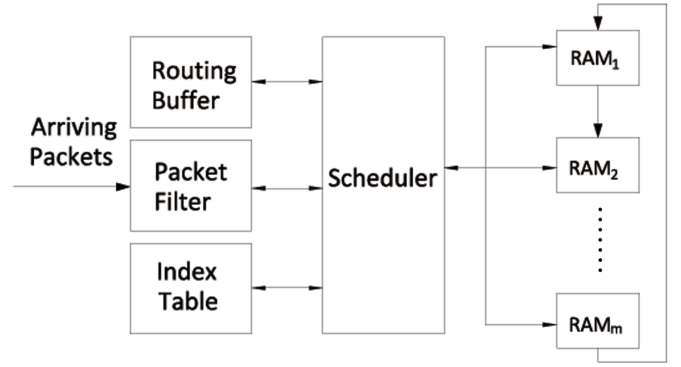 Routing
Buffer
Arriving
Packets
Packet
Filter
Index
Table
Scheduler
RAM₁
RAM₂
RAMₘ